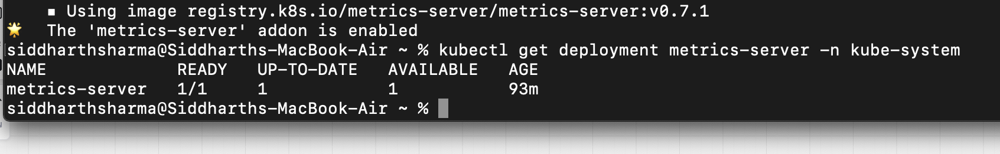 ▪ Using image registry.k8s.io/metrics-server/metrics-server:v0.7.1
🌟 The 'metrics-server' addon is enabled
siddharthsharma@Siddharths-MacBook-Air ~ % kubectl get deployment metrics-server -n kube-system
NAME READY UP-TO-DATE AVAILABLE AGE
metrics-server 1/1 1 1 93m
siddharthsharma@Siddharths-MacBook-Air ~ %